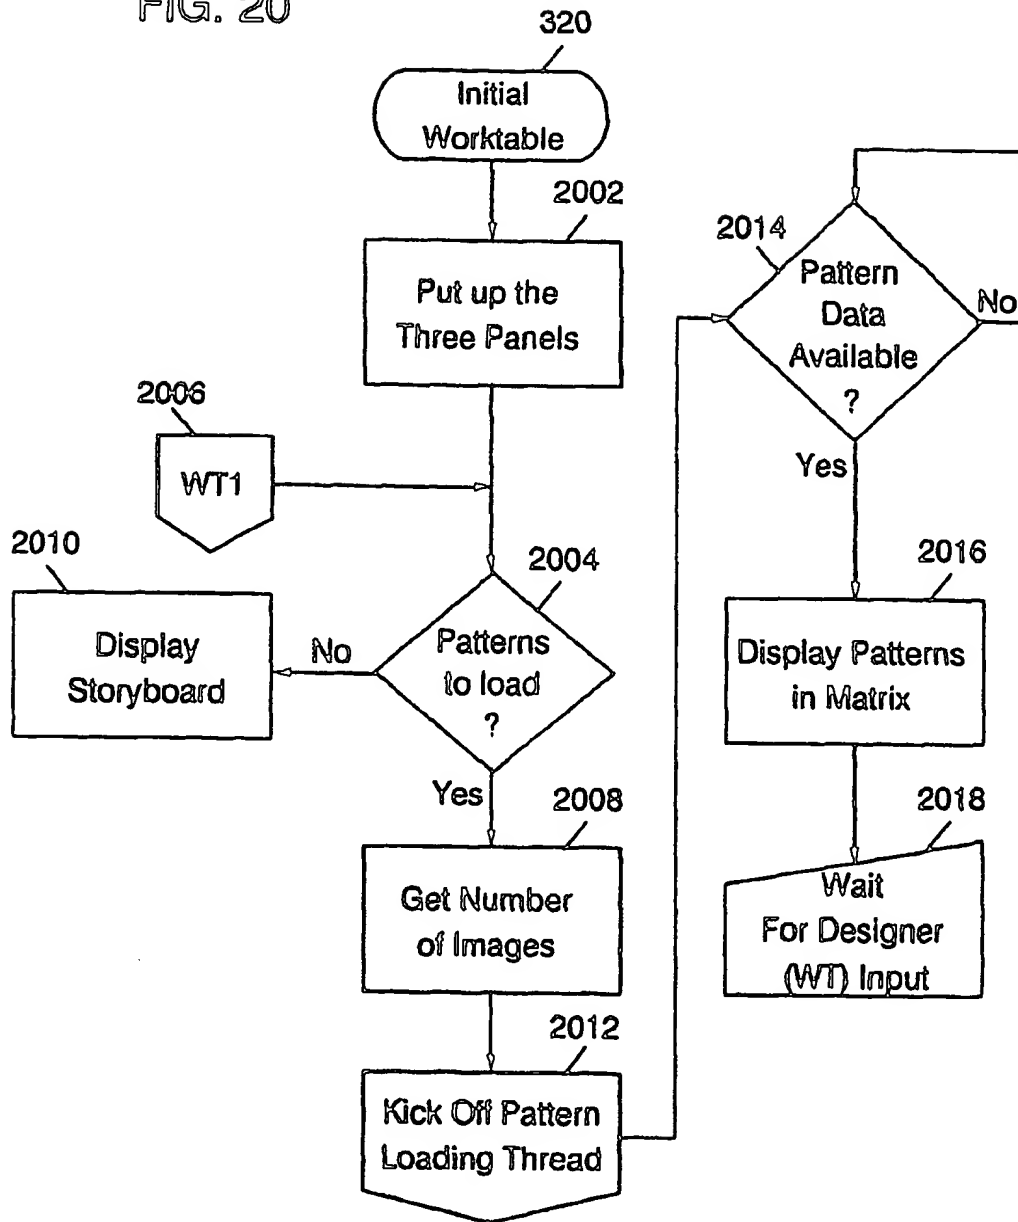 FIG. 20
320
Initial
Worktable
2002
Put up the
Three Panels
2006
WT1
2010
Display
Storyboard
No
2004
Patterns
to load
?
Yes
2008
Get Number
of Images
2012
Kick Off Pattern
Loading Thread
2014
Pattern
Data
Available
?
No
Yes
2016
Display Patterns
in Matrix
2018
Wait
For Designer
(WT) Input